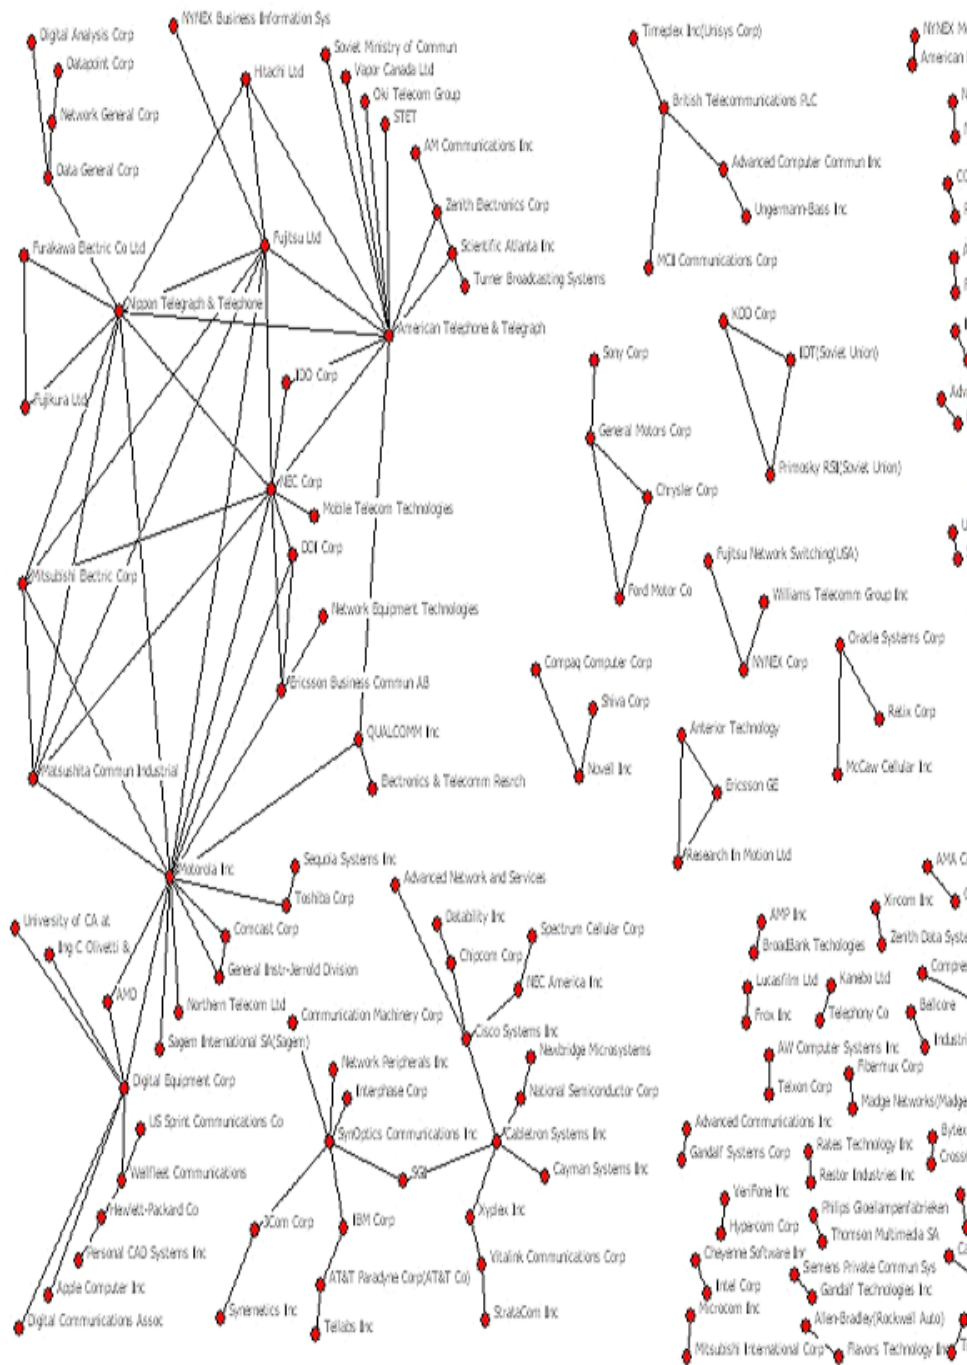 Digital Analysis Corp
Datapoint Corp
Network General Corp
Data General Corp
NYNEX Business Information Sys
Hitachi Ltd
Soviet Ministry of Commun
Vapor Canada Ltd
Oki Telecom Group
STET
AM Communications Inc
Zenith Electronics Corp
Scientific Atlanta Inc
Turner Broadcasting Systems
Furakawa Electric Co Ltd
Fujitsu Ltd
Nippon Telegraph & Telephone
American Telephone & Telegraph
IDO Corp
Fujikura Ltd
NEC Corp
Mobile Telecom Technologies
DDI Corp
Mitsubishi Electric Corp
Network Equipment Technologies
Ericsson Business Commun AB
QUALCOMM Inc
Electronics & Telecomm Resrch
Matsushita Commun Industrial
Motorola Inc
Sequoia Systems Inc
Toshiba Corp
Comcast Corp
General Instr-Jerrold Division
University of CA at
Ing C Olivetti &
AMD
Northern Telecom Ltd
Sagem International SA(Sagem)
Digital Equipment Corp
US Sprint Communications Co
Wellfleet Communications
Hewlett-Packard Co
Personal CAD Systems Inc
Apple Computer Inc
Digital Communications Assoc
Advanced Network and Services
Datability Inc
Chipcom Corp
Spectrum Cellular Corp
NEC America Inc
Cisco Systems Inc
Communication Machinery Corp
Network Peripherals Inc
Interphase Corp
SynOptics Communications Inc
Newbridge Microsystems
National Semiconductor Corp
Cabletron Systems Inc
SGI
Cayman Systems Inc
3Com Corp
IBM Corp
Xyplex Inc
AT&T Paradyne Corp(AT&T Co)
Vitalink Communications Corp
Synernetics Inc
Tellabs Inc
StrataCom Inc
Timeplex Inc(Unisys Corp)
British Telecommunications PLC
Advanced Computer Commun Inc
Ungermann-Bass Inc
MCII Communications Corp
KDD Corp
IDT(Soviet Union)
Primosky RSI(Soviet Union)
Sony Corp
General Motors Corp
Chrysler Corp
Ford Motor Co
Fujitsu Network Switching(USA)
Williams Telecomm Group Inc
NYNEX Corp
Oracle Systems Corp
Retix Corp
McCaw Cellular Inc
Compaq Computer Corp
Shiva Corp
Novell Inc
Anterior Technology
Ericsson GE
Research In Motion Ltd
AMP Inc
BroadBank Techologies
Xircom Inc
Zenith Data Syste
Lucasfilm Ltd
Frox Inc
Kanebo Ltd
Telephony Co
Bellcore
Industri
AW Computer Systems Inc
Telxon Corp
Fibermux Corp
Madge Networks(Madge
Advanced Communications Inc
Gandalf Systems Corp
Rates Technology Inc
Restor Industries Inc
Bytex
Cross
VeriFone Inc
Hypercom Corp
Philips Gloeilampenfabrieken
Thomson Multimedia SA
Cheyenne Software Inc
Intel Corp
Siemens Private Commun Sys
Gandalf Technologies Inc
Microcom Inc
Mitsubishi International Corp
Allen-Bradley(Rockwell Auto)
Flavors Technology Inc
NYNEX M
American
Adva
AMA C
Compres